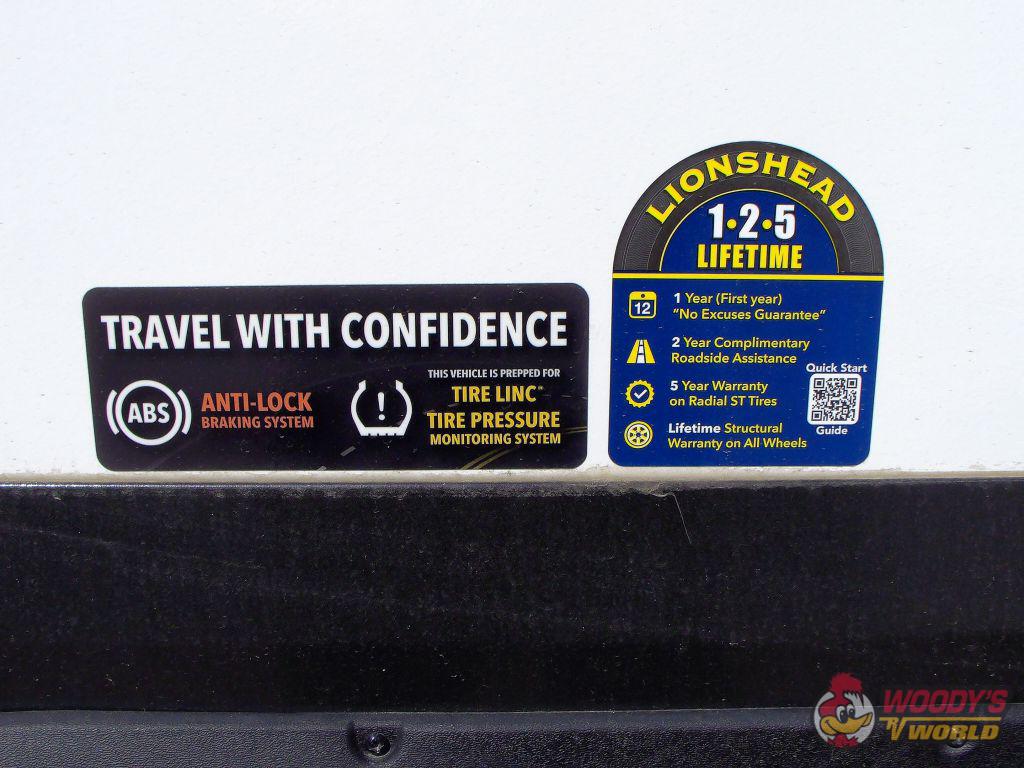 TRAVEL WITH CONFIDENCE
ABS
ANTI-LOCK
BRAKING SYSTEM
!
THIS VEHICLE IS PREPPED FOR
TIRE LINC™
TIRE PRESSURE
MONITORING SYSTEM
LIONSHEAD
1•2•5
LIFETIME
12
1 Year (First year)
"No Excuses Guarantee"
2 Year Complimentary
Roadside Assistance
5 Year Warranty
on Radial ST Tires
Lifetime Structural
Warranty on All Wheels
Quick Start
Guide
WOODY'S
RV WORLD